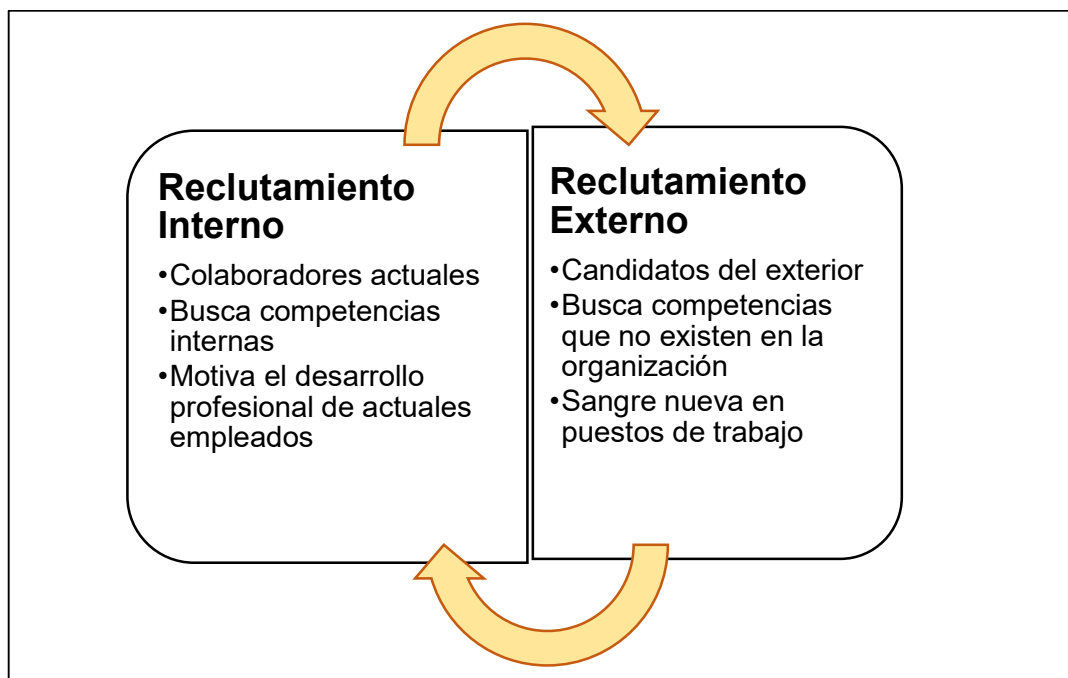 Reclutamiento
Interno
•Colaboradores actuales
•Busca competencias
internas
•Motiva el desarrollo
profesional de actuales
empleados
Reclutamiento
Externo
•Candidatos del exterior
•Busca competencias
que no existen en la
organización
•Sangre nueva en
puestos de trabajo